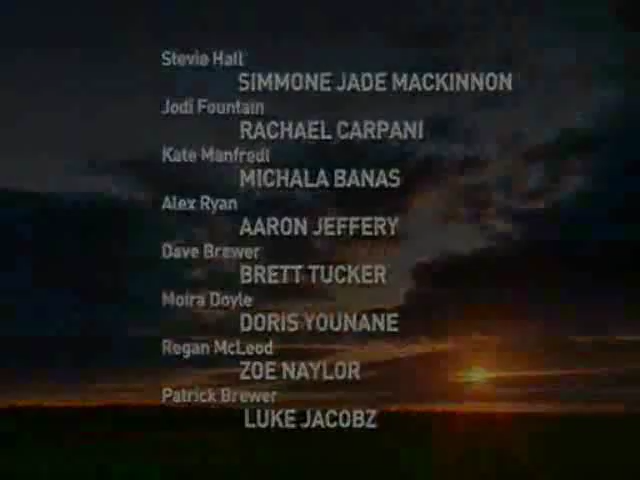 Stevie Hall
SIMMONE JADE MACKINNON
Jodi Fountain
RACHAEL CARPANI
Kate Manfredi
MICHALA BANAS
Alex Ryan
AARON JEFFERY
Dave Brewer
BRETT TUCKER
Moira Doyle
DORIS YOUNANE
Regan McLeod
ZOE NAYLOR
Patrick Brewer
LUKE JACOBZ